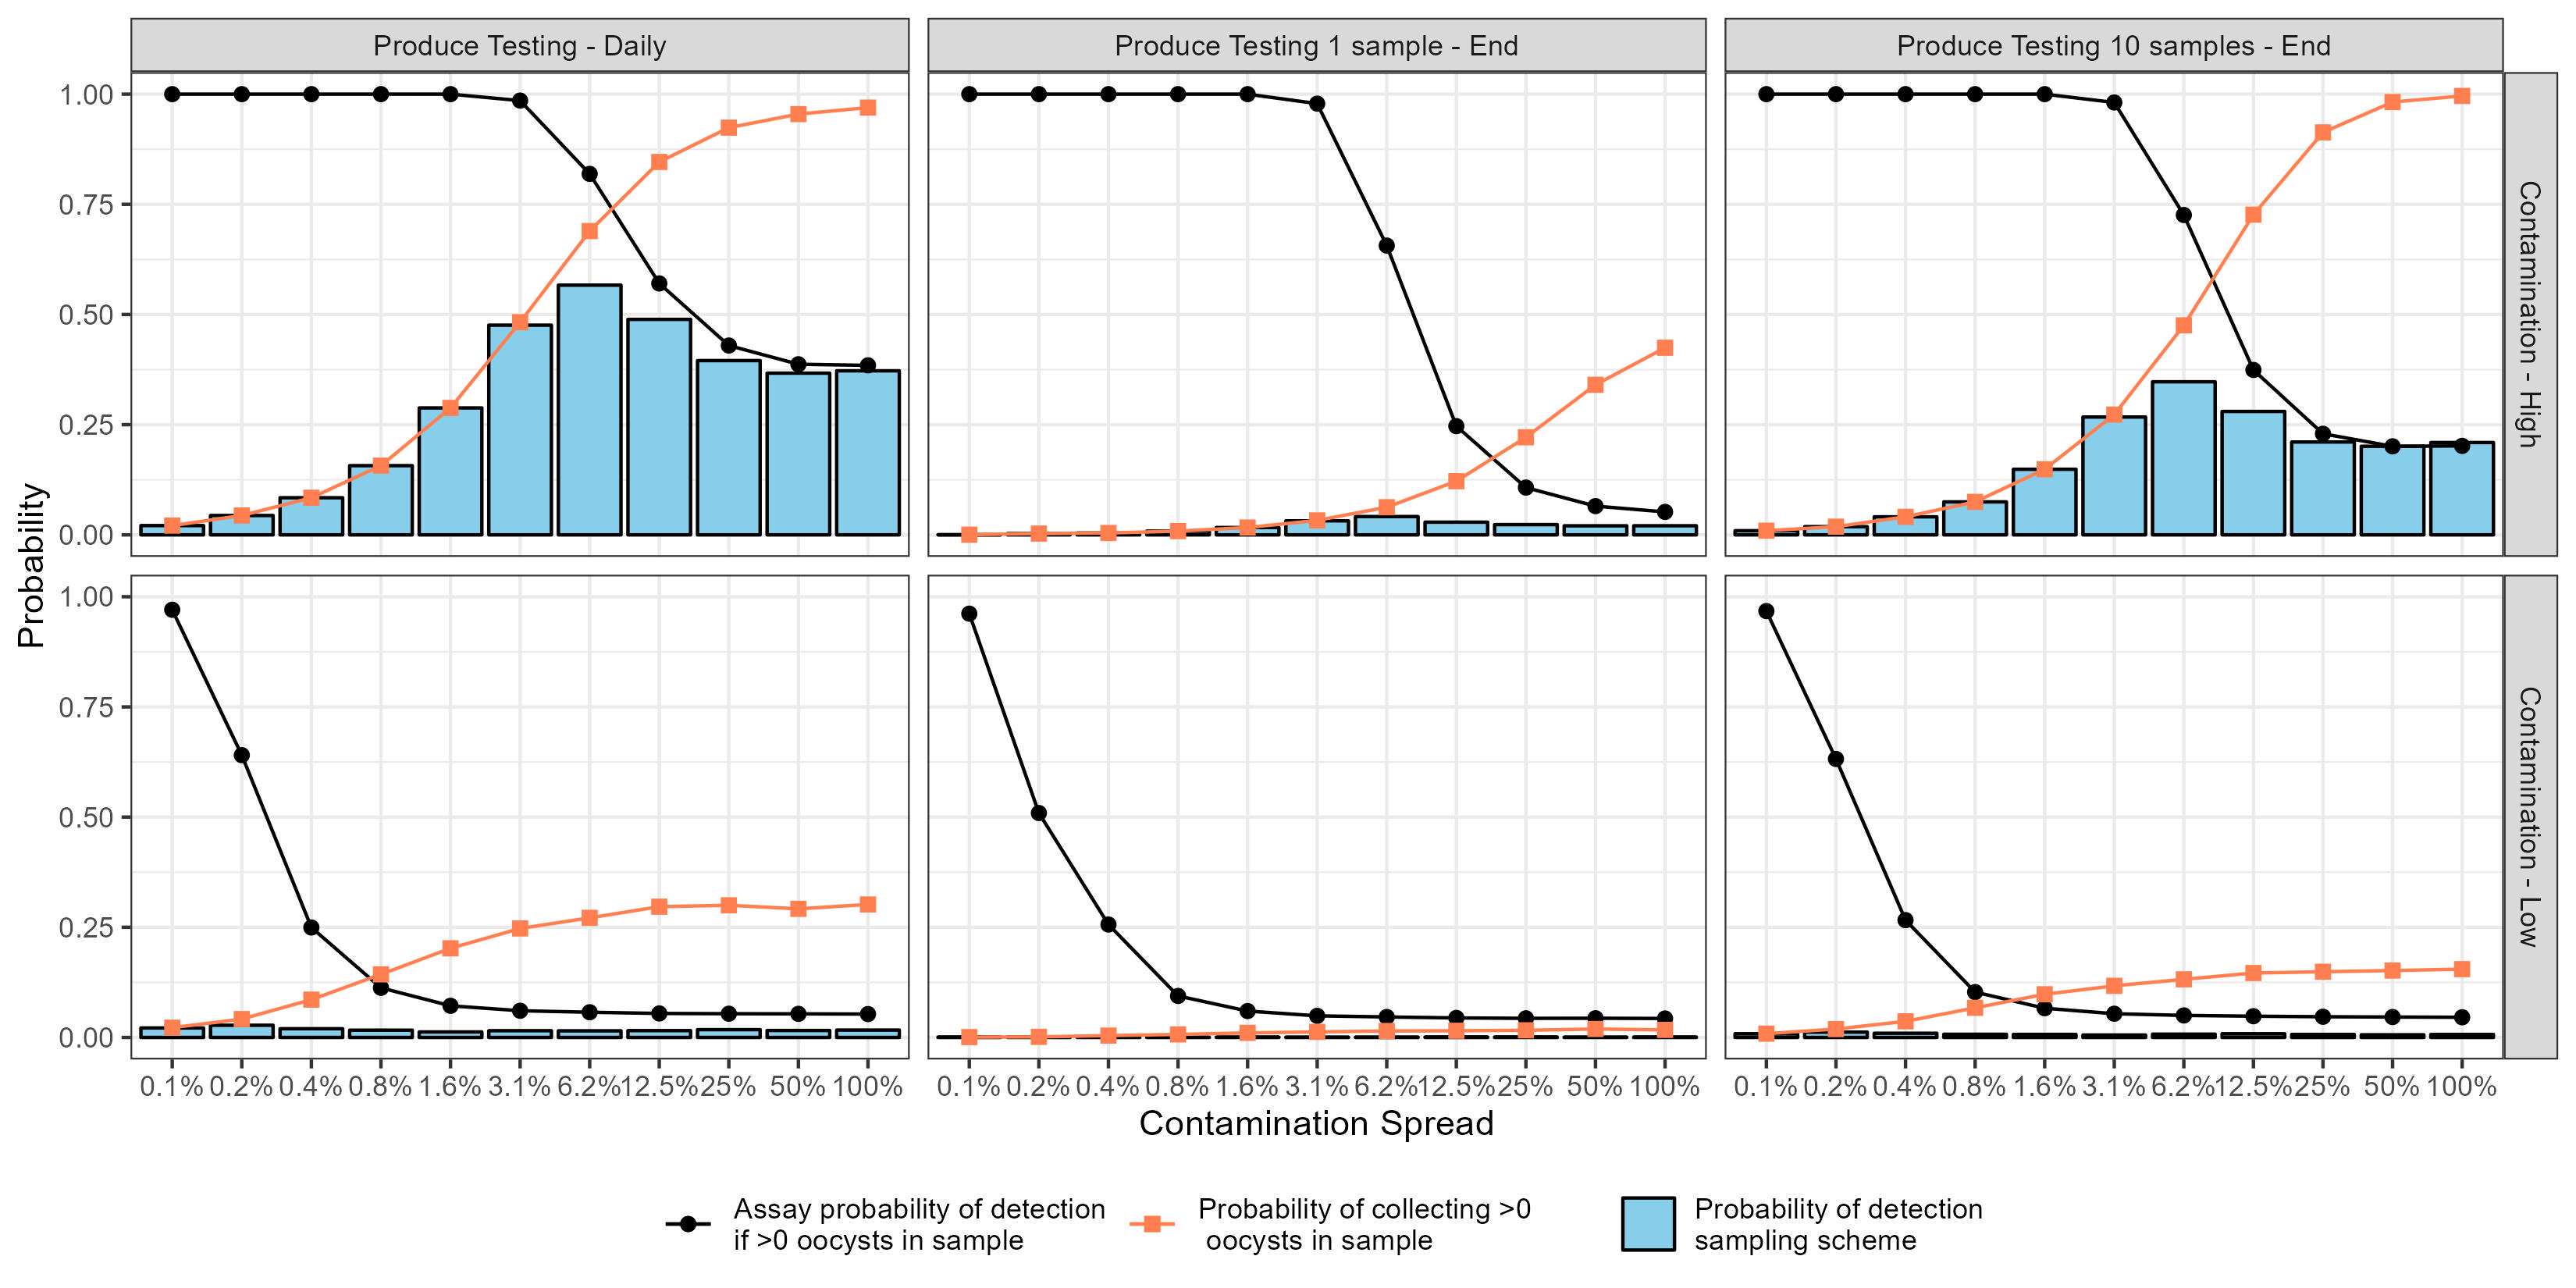 Produce Testing - Daily
Produce Testing 1 sample - End
Produce Testing 10 samples - End
1.00
0.75
0.50
0.25
0.00
Contamination - High
Probability
1.00
0.75
0.50
0.25
0.00
Contamination - Low
0.1% 0.2% 0.4% 0.8% 1.6% 3.1% 6.2% 12.5% 25% 50% 100%
0.1% 0.2% 0.4% 0.8% 1.6% 3.1% 6.2% 12.5% 25% 50% 100%
0.1% 0.2% 0.4% 0.8% 1.6% 3.1% 6.2% 12.5% 25% 50% 100%
Contamination Spread
Assay probability of detection
if >0 oocysts in sample
Probability of collecting >0
oocysts in sample
Probability of detection
sampling scheme